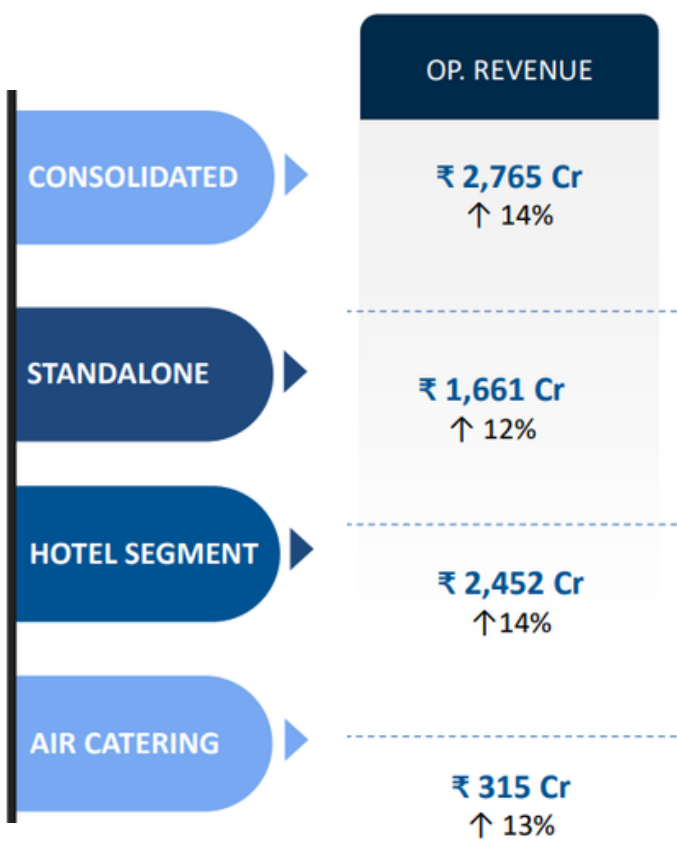 OP. REVENUE
CONSOLIDATED
₹ 2,765 Cr
↑ 14%
STANDALONE
₹ 1,661 Cr
↑ 12%
HOTEL SEGMENT
₹ 2,452 Cr
↑14%
AIR CATERING
₹ 315 Cr
↑ 13%